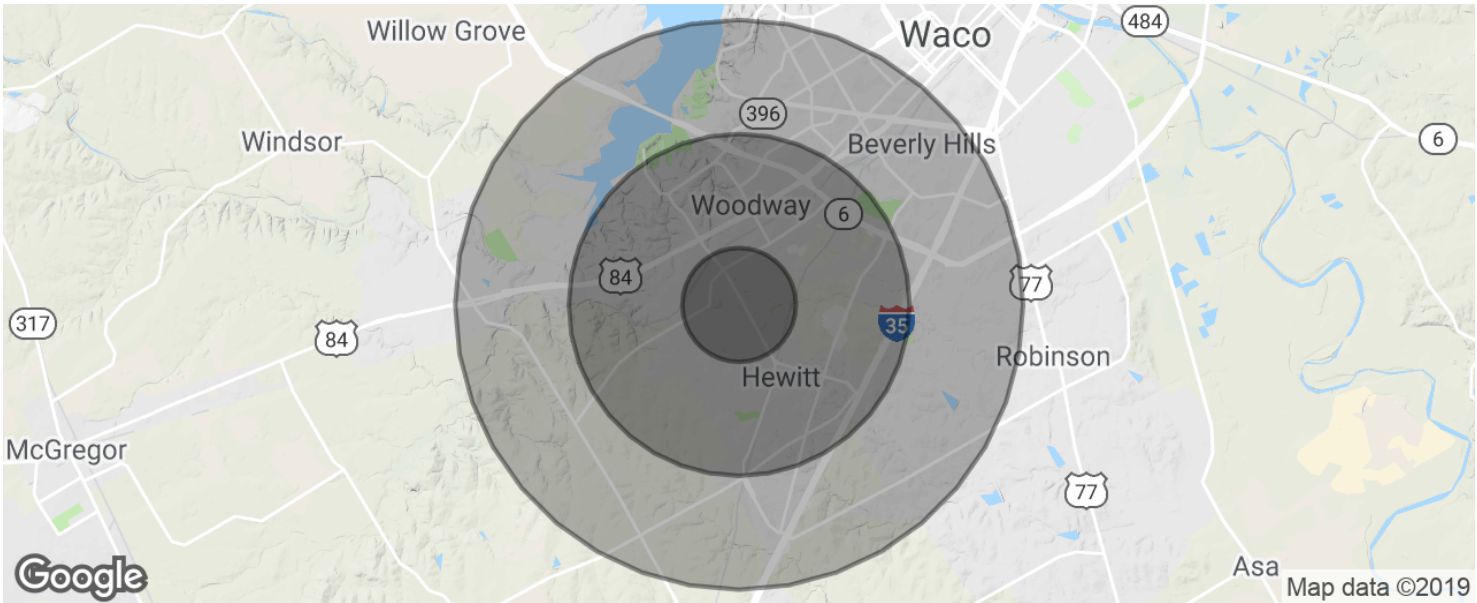 Willow Grove
Waco
484
396
Windsor
Beverly Hills
6
Woodway
6
84
77
317
35
84
Robinson
Hewitt
McGregor
77
Asa
Google
Map data ©2019